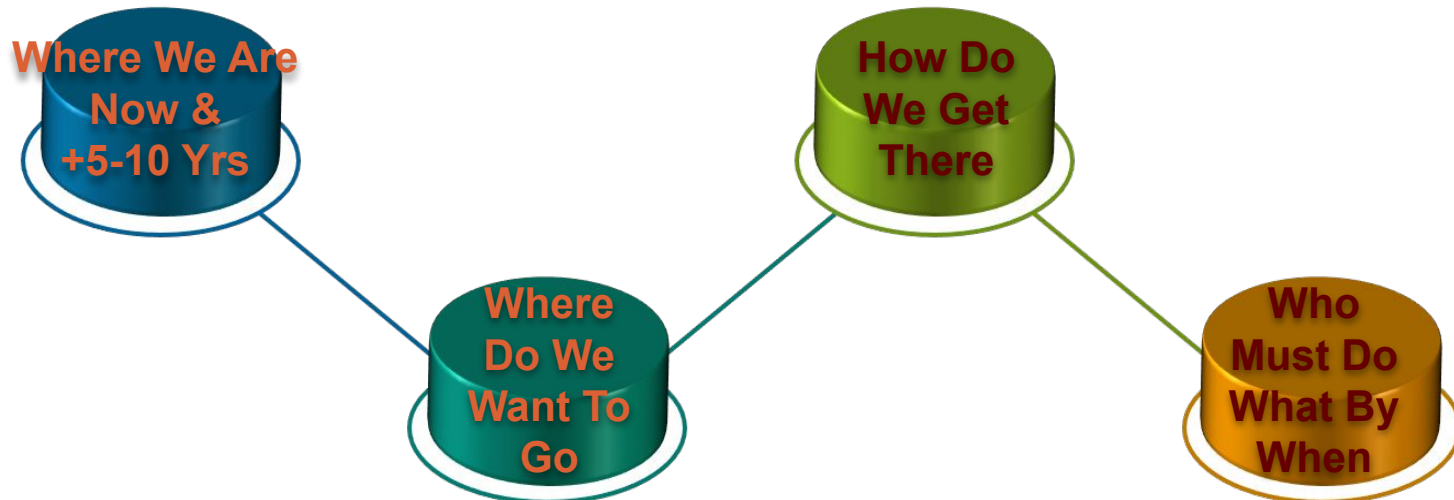 Where We Are
Now &
+5-10 Yrs
Where
Do We
Want To
Go
How Do
We Get
There
Who
Must Do
What By
When